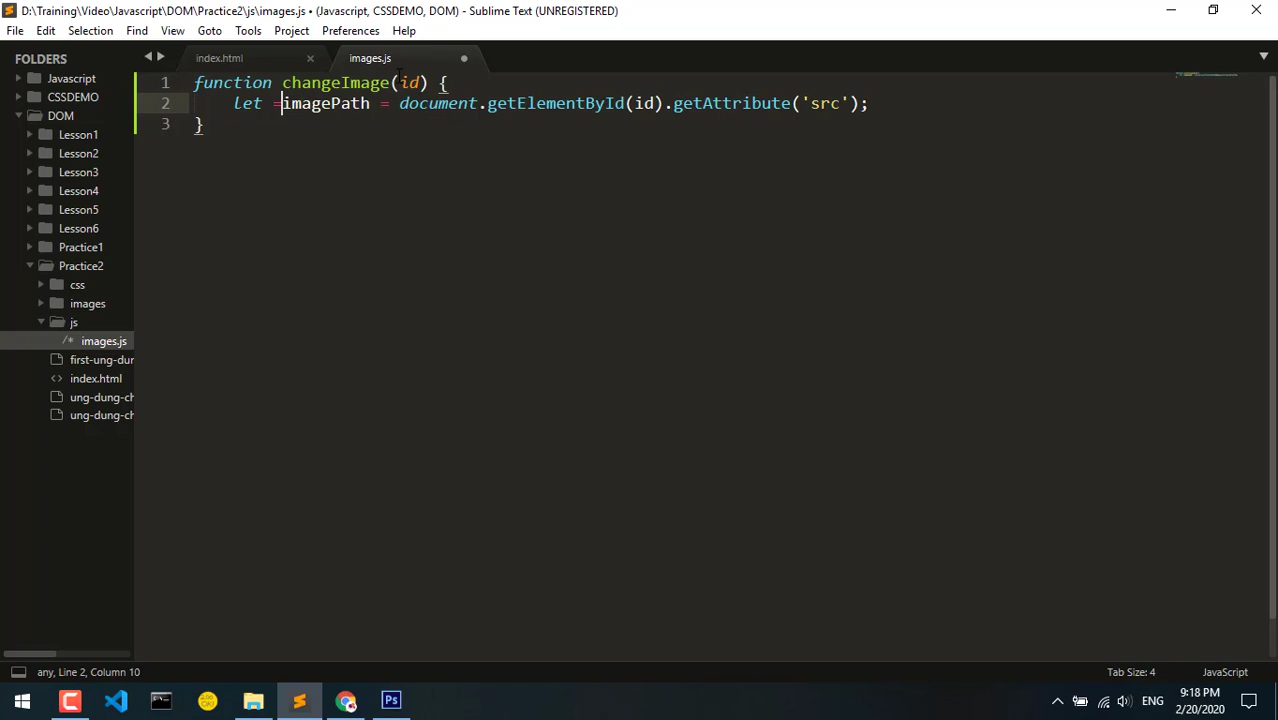 D:\Training\Video\Javascript\DOM\Practice2\js\images.js • (Javascript, CSSDEMO, DOM) - Sublime Text (UNREGISTERED)
File Edit Selection Find View Goto Tools Project Preferences Help
FOLDERS
Javascript
CSSDEMO
DOM
Lesson1
Lesson2
Lesson3
Lesson4
Lesson5
Lesson6
Practice1
Practice2
css
images
js
/* images.js
first-ung-dur
<> index.html
ung-dung-ch
ung-dung-ch
index.html
images.js
1 function changeImage(id) {
2 let =imagePath = document.getElementById(id).getAttribute('src');
3 }
any, Line 2, Column 10
Tab Size: 4
JavaScript
Ps
ENG
9:18 PM
2/20/2020